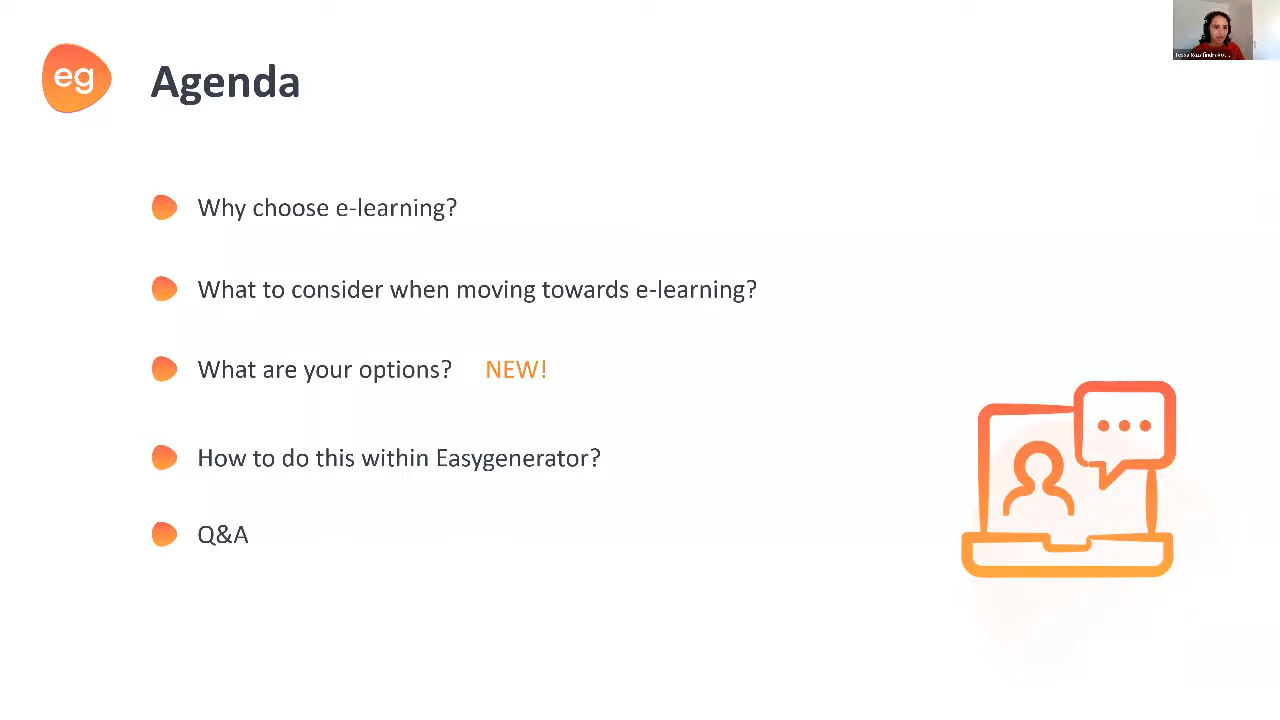 eg
Agenda
Why choose e-learning?
What to consider when moving towards e-learning?
What are your options? NEW!
How to do this within Easygenerator?
Q&A